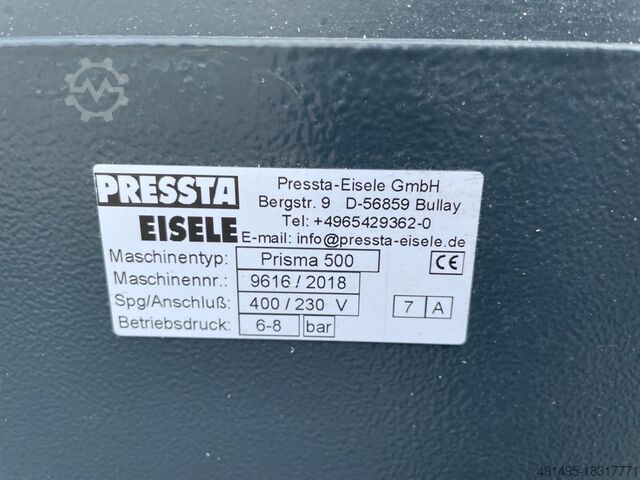 PRESSTA
EISELE
Pressta-Eisele GmbH
Bergstr. 9 D-56859 Bullay
Tel: +4965429362-0
E-mail: info@pressta-eisele.de
Maschinentyp: Prisma 500 CE
Maschinennr.: 9616 / 2018
Spg/Anschluß: 400 / 230 V 7 A
Betriebsdruck: 6-8 bar
491495-18317771